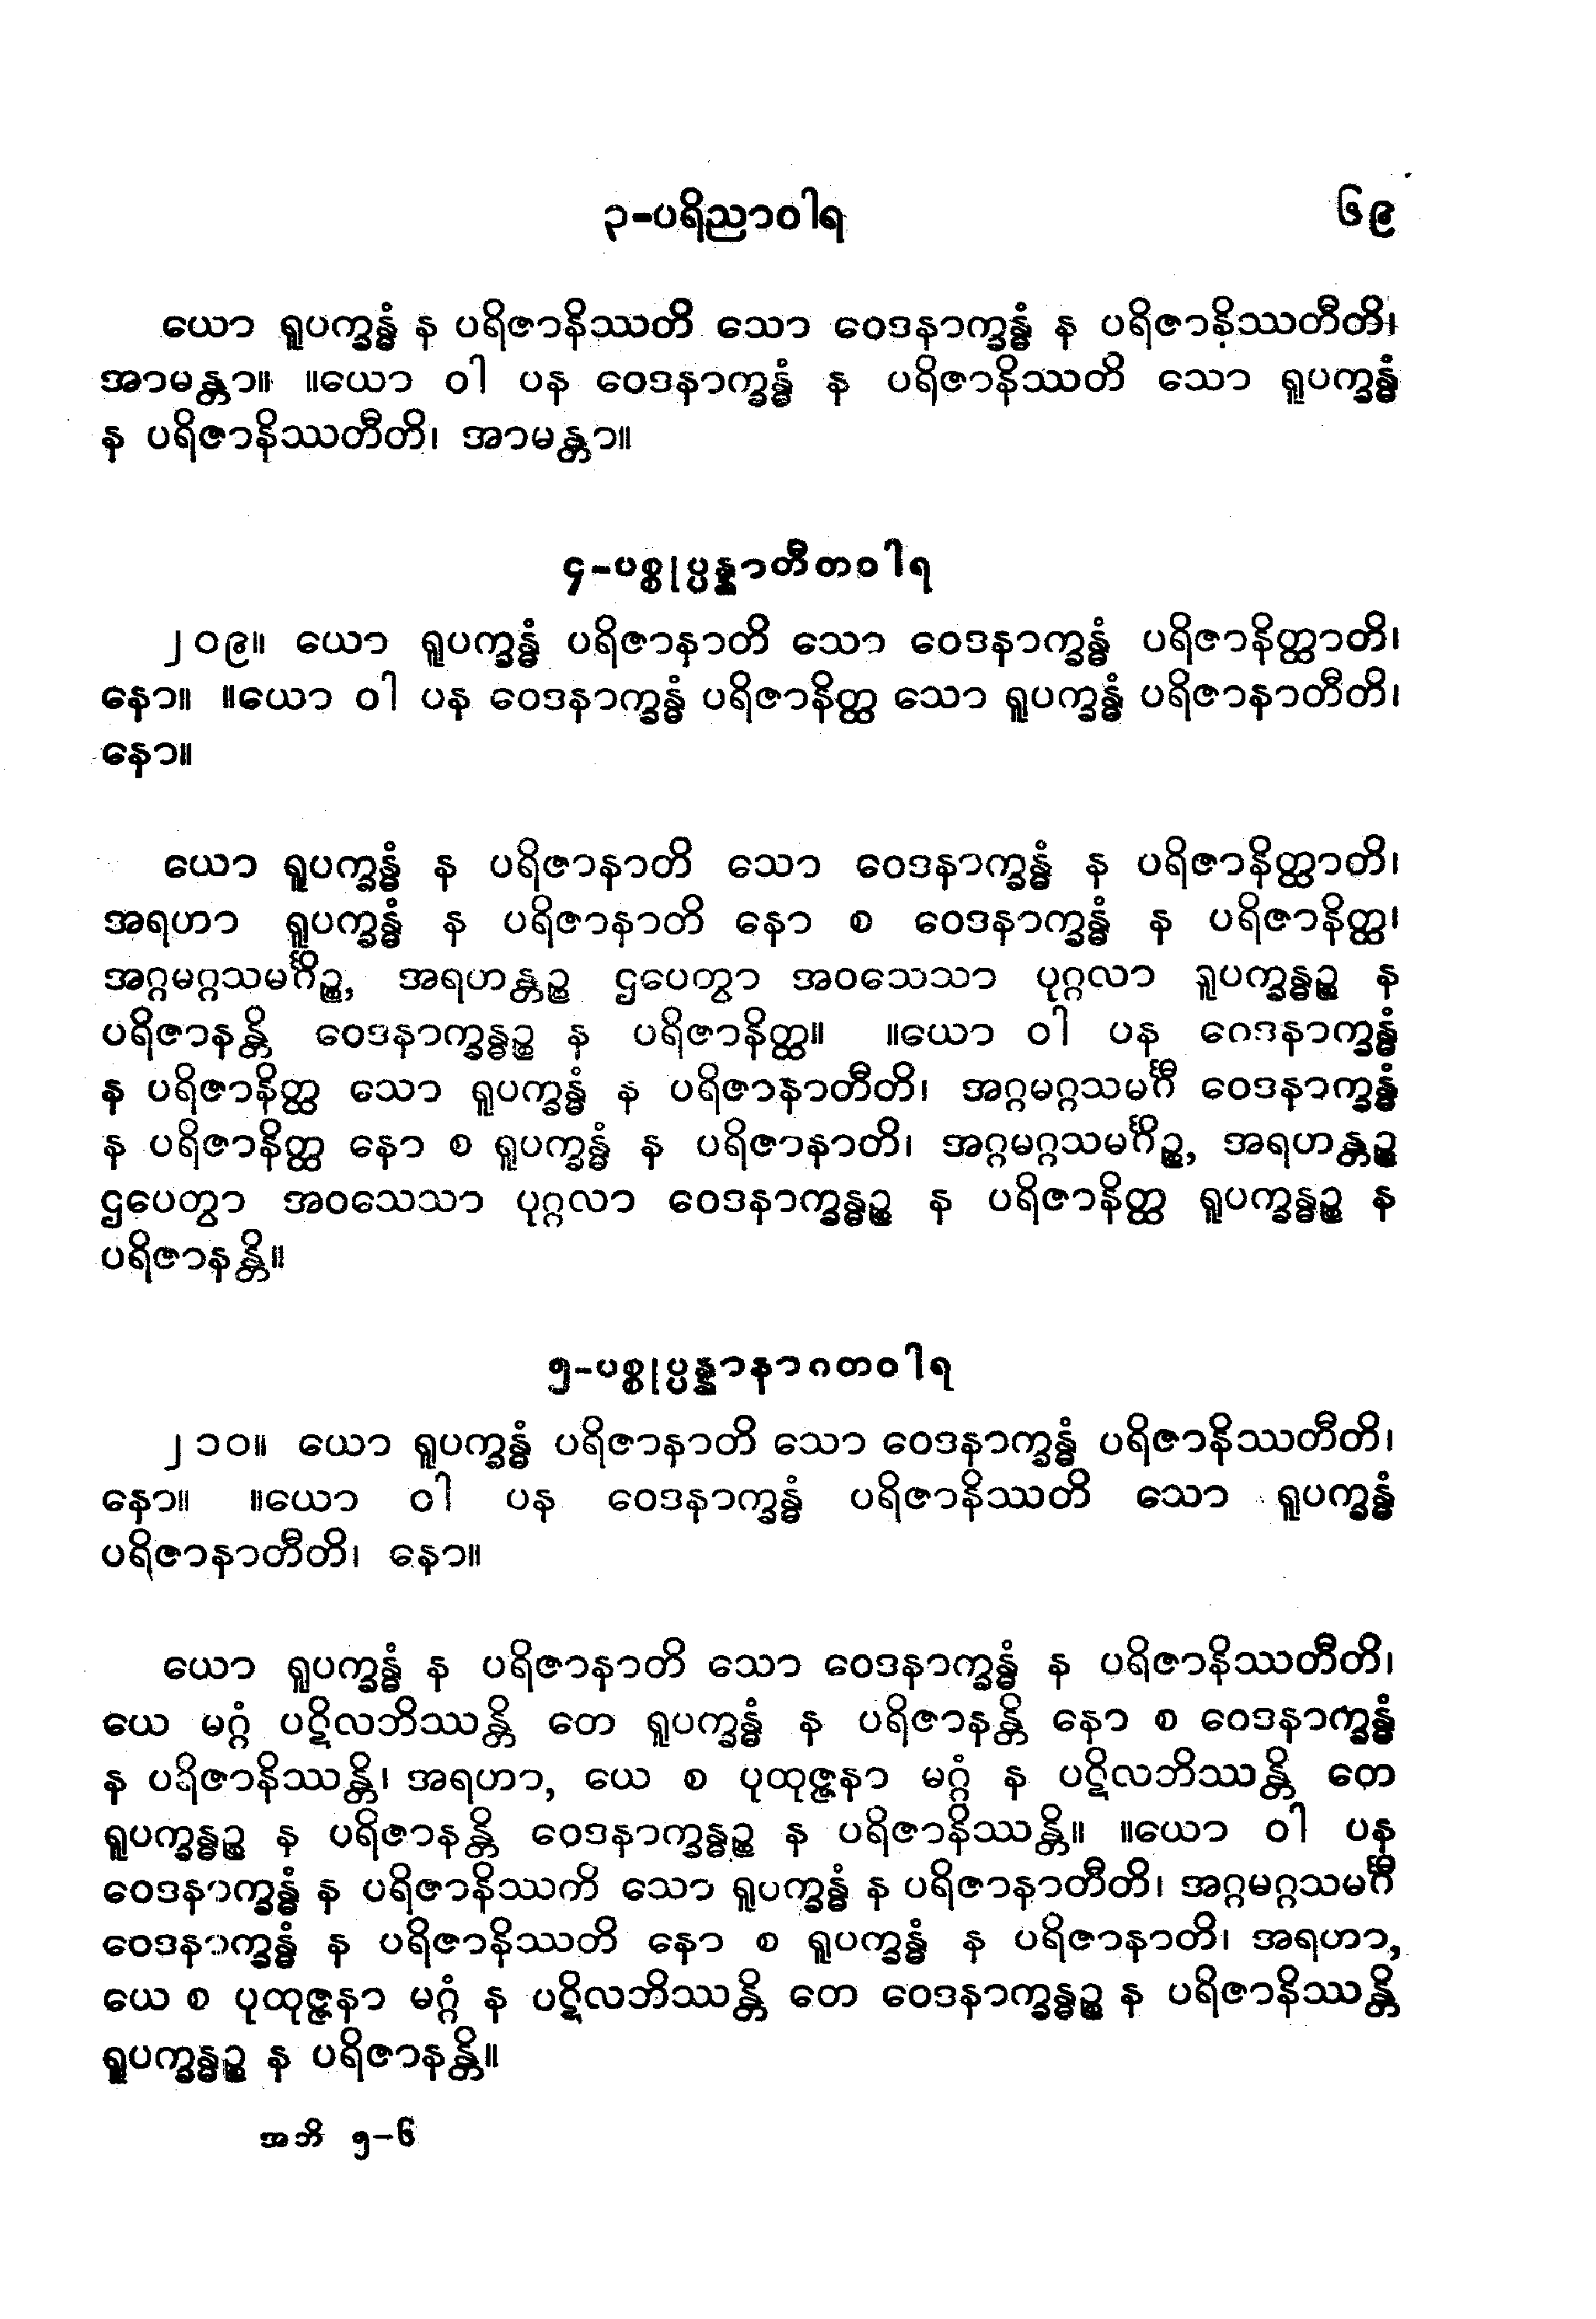 ၃-ပရိညာဝါရ ၆၉
ယော ရူပက္ခန္ဓံ န ပရိဇာနိဿတိ သော ဝေဒနာက္ခန္ဓံ န ပရိဇာနိဿတီတိ၊
အာမန္တာ။ ။ယော ဝါ ပန ဝေဒနာက္ခန္ဓံ န ပရိဇာနိဿတိ သော ရူပက္ခန္ဓံ
န ပရိဇာနိဿတီတိ၊ အာမန္တာ။
၄-ပစ္စုပ္ပန္နာတီတဝါရ
၂၀၉။ ယော ရူပက္ခန္ဓံ ပရိဇာနာတိ သော ဝေဒနာက္ခန္ဓံ ပရိဇာနိတ္ထာတိ၊
နော။ ။ယော ဝါ ပန ဝေဒနာက္ခန္ဓံ ပရိဇာနိတ္ထ သော ရူပက္ခန္ဓံ ပရိဇာနာတီတိ၊
နော။
ယော ရူပက္ခန္ဓံ န ပရိဇာနာတိ သော ဝေဒနာက္ခန္ဓံ န ပရိဇာနိတ္ထာတိ၊
အရဟာ ရူပက္ခန္ဓံ န ပရိဇာနာတိ နော စ ဝေဒနာက္ခန္ဓံ န ပရိဇာနိတ္ထ၊
အဂ္ဂမဂ္ဂသမင်္ဂိဉ္စ, အရဟန္တဉ္စ ဌပေတွာ အဝသေသာ ပုဂ္ဂလာ ရူပက္ခန္ဓဉ္စ န
ပရိဇာနန္တိ ဝေဒနာက္ခန္ဓဉ္စ န ပရိဇာနိတ္ထ။ ။ယော ဝါ ပန ဝေဒနာက္ခန္ဓံ
န ပရိဇာနိတ္ထ သော ရူပက္ခန္ဓံ န ပရိဇာနာတီတိ၊ အဂ္ဂမဂ္ဂသမင်္ဂီ ဝေဒနာက္ခန္ဓံ
န ပရိဇာနိတ္ထ နော စ ရူပက္ခန္ဓံ န ပရိဇာနာတိ၊ အဂ္ဂမဂ္ဂသမင်္ဂိဉ္စ, အရဟန္တဉ္စ
ဌပေတွာ အဝသေသာ ပုဂ္ဂလာ ဝေဒနာက္ခန္ဓဉ္စ န ပရိဇာနိတ္ထ ရူပက္ခန္ဓဉ္စ န
ပရိဇာနန္တိ။
၅-ပစ္စုပ္ပန္နာနာဂတဝါရ
၂၁၀။ ယော ရူပက္ခန္ဓံ ပရိဇာနာတိ သော ဝေဒနာက္ခန္ဓံ ပရိဇာနိဿတီတိ၊
နော။ ။ယော ဝါ ပန ဝေဒနာက္ခန္ဓံ ပရိဇာနိဿတိ သော ရူပက္ခန္ဓံ
ပရိဇာနာတီတိ၊ နော။
ယော ရူပက္ခန္ဓံ န ပရိဇာနာတိ သော ဝေဒနာက္ခန္ဓံ န ပရိဇာနိဿတီတိ၊
ယေ မဂ္ဂံ ပဋိလဘိဿန္တိ တေ ရူပက္ခန္ဓံ န ပရိဇာနန္တိ နော စ ဝေဒနာက္ခန္ဓံ
န ပရိဇာနိဿန္တိ၊ အရဟာ, ယေ စ ပုထုဇ္ဇနာ မဂ္ဂံ န ပဋိလဘိဿန္တိ တေ
ရူပက္ခန္ဓဉ္စ န ပရိဇာနန္တိ ဝေဒနာက္ခန္ဓဉ္စ န ပရိဇာနိဿန္တိ။ ။ယော ဝါ ပန
ဝေဒနာက္ခန္ဓံ န ပရိဇာနိဿတိ သော ရူပက္ခန္ဓံ န ပရိဇာနာတီတိ၊ အဂ္ဂမဂ္ဂသမင်္ဂီ
ဝေဒနာက္ခန္ဓံ န ပရိဇာနိဿတိ နော စ ရူပက္ခန္ဓံ န ပရိဇာနာတိ၊ အရဟာ,
ယေ စ ပုထုဇ္ဇနာ မဂ္ဂံ န ပဋိလဘိဿန္တိ တေ ဝေဒနာက္ခန္ဓဉ္စ န ပရိဇာနိဿန္တိ
ရူပက္ခန္ဓဉ္စ န ပရိဇာနန္တိ။
အဘိ ၅-၆